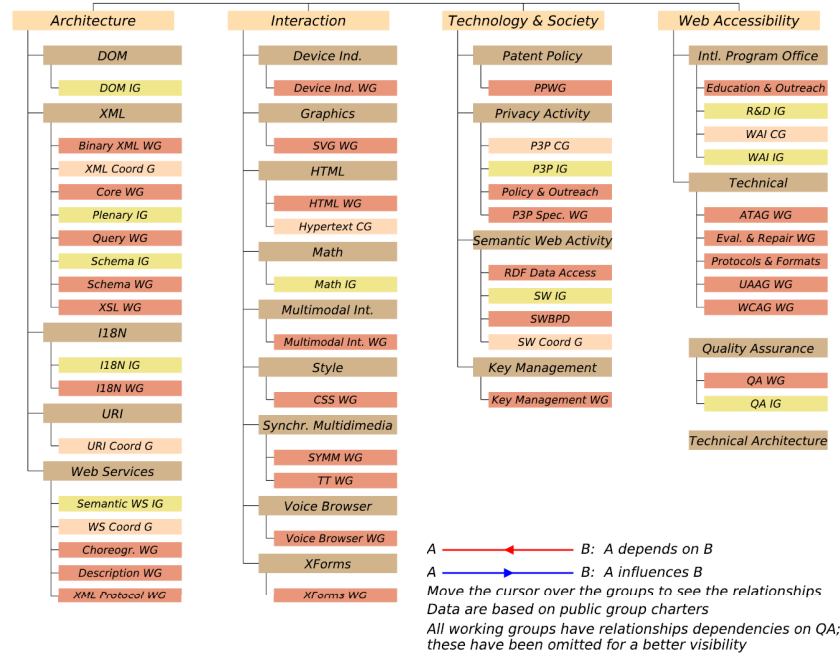 Architecture
DOM
DOM IG
XML
Binary XML WG
XML Coord G
Core WG
Plenary IG
Query WG
Schema IG
Schema WG
XSL WG
I18N
I18N IG
I18N WG
URI
URI Coord G
Web Services
Semantic WS IG
WS Coord G
Choreogr. WG
Description WG
XML Protocol WG
Interaction
Device Ind.
Device Ind. WG
Graphics
SVG WG
HTML
HTML WG
Hypertext CG
Math
Math IG
Multimodal Int.
Multimodal Int. WG
Style
CSS WG
Synchr. Multidimedia
SYMM WG
TT WG
Voice Browser
Voice Browser WG
XForms
XForms WG
Technology & Society
Patent Policy
PPWG
Privacy Activity
P3P CG
P3P IG
Policy & Outreach
P3P Spec. WG
Semantic Web Activity
RDF Data Access
SW IG
SWBPD
SW Coord G
Key Management
Key Management WG
Web Accessibility
Intl. Program Office
Education & Outreach
R&D IG
WAI CG
WAI IG
Technical
ATAG WG
Eval. & Repair WG
Protocols & Formats
UAAG WG
WCAG WG
Quality Assurance
QA WG
QA IG
Technical Architecture
A B: A depends on B
A B: A influences B
Move the cursor over the groups to see the relationships
Data are based on public group charters
All working groups have relationships dependencies on QA;
these have been omitted for a better visibility